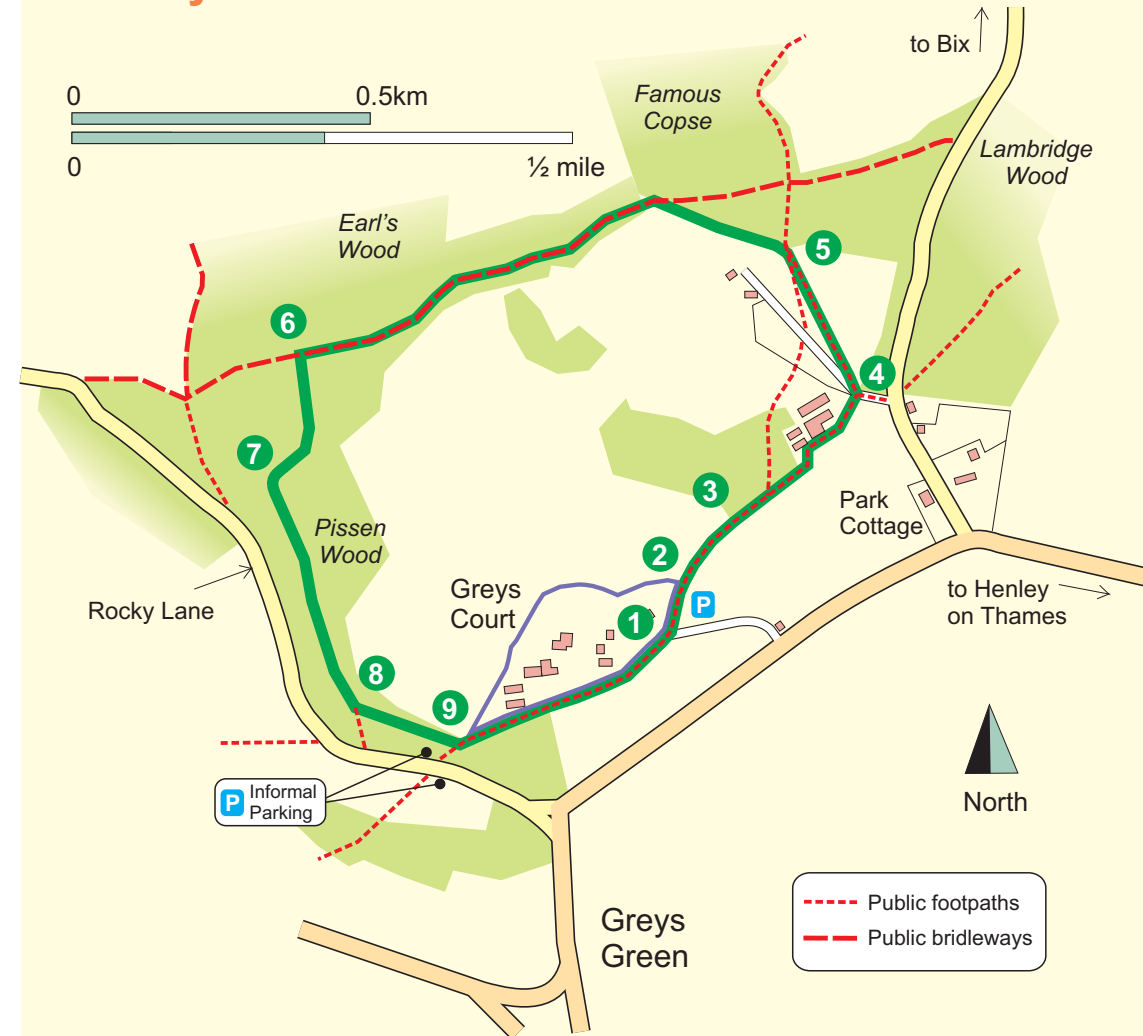 to Bix
0
0.5km
0
½ mile
Famous
Copse
Lambridge
Wood
Earl's
Wood
5
6
4
7
3
Park
Cottage
Pissen
Wood
2
Greys
Court
P
1
Rocky Lane
to Henley
on Thames
8
9
P Informal
Parking
North
Greys
Green
Public footpaths
Public bridleways